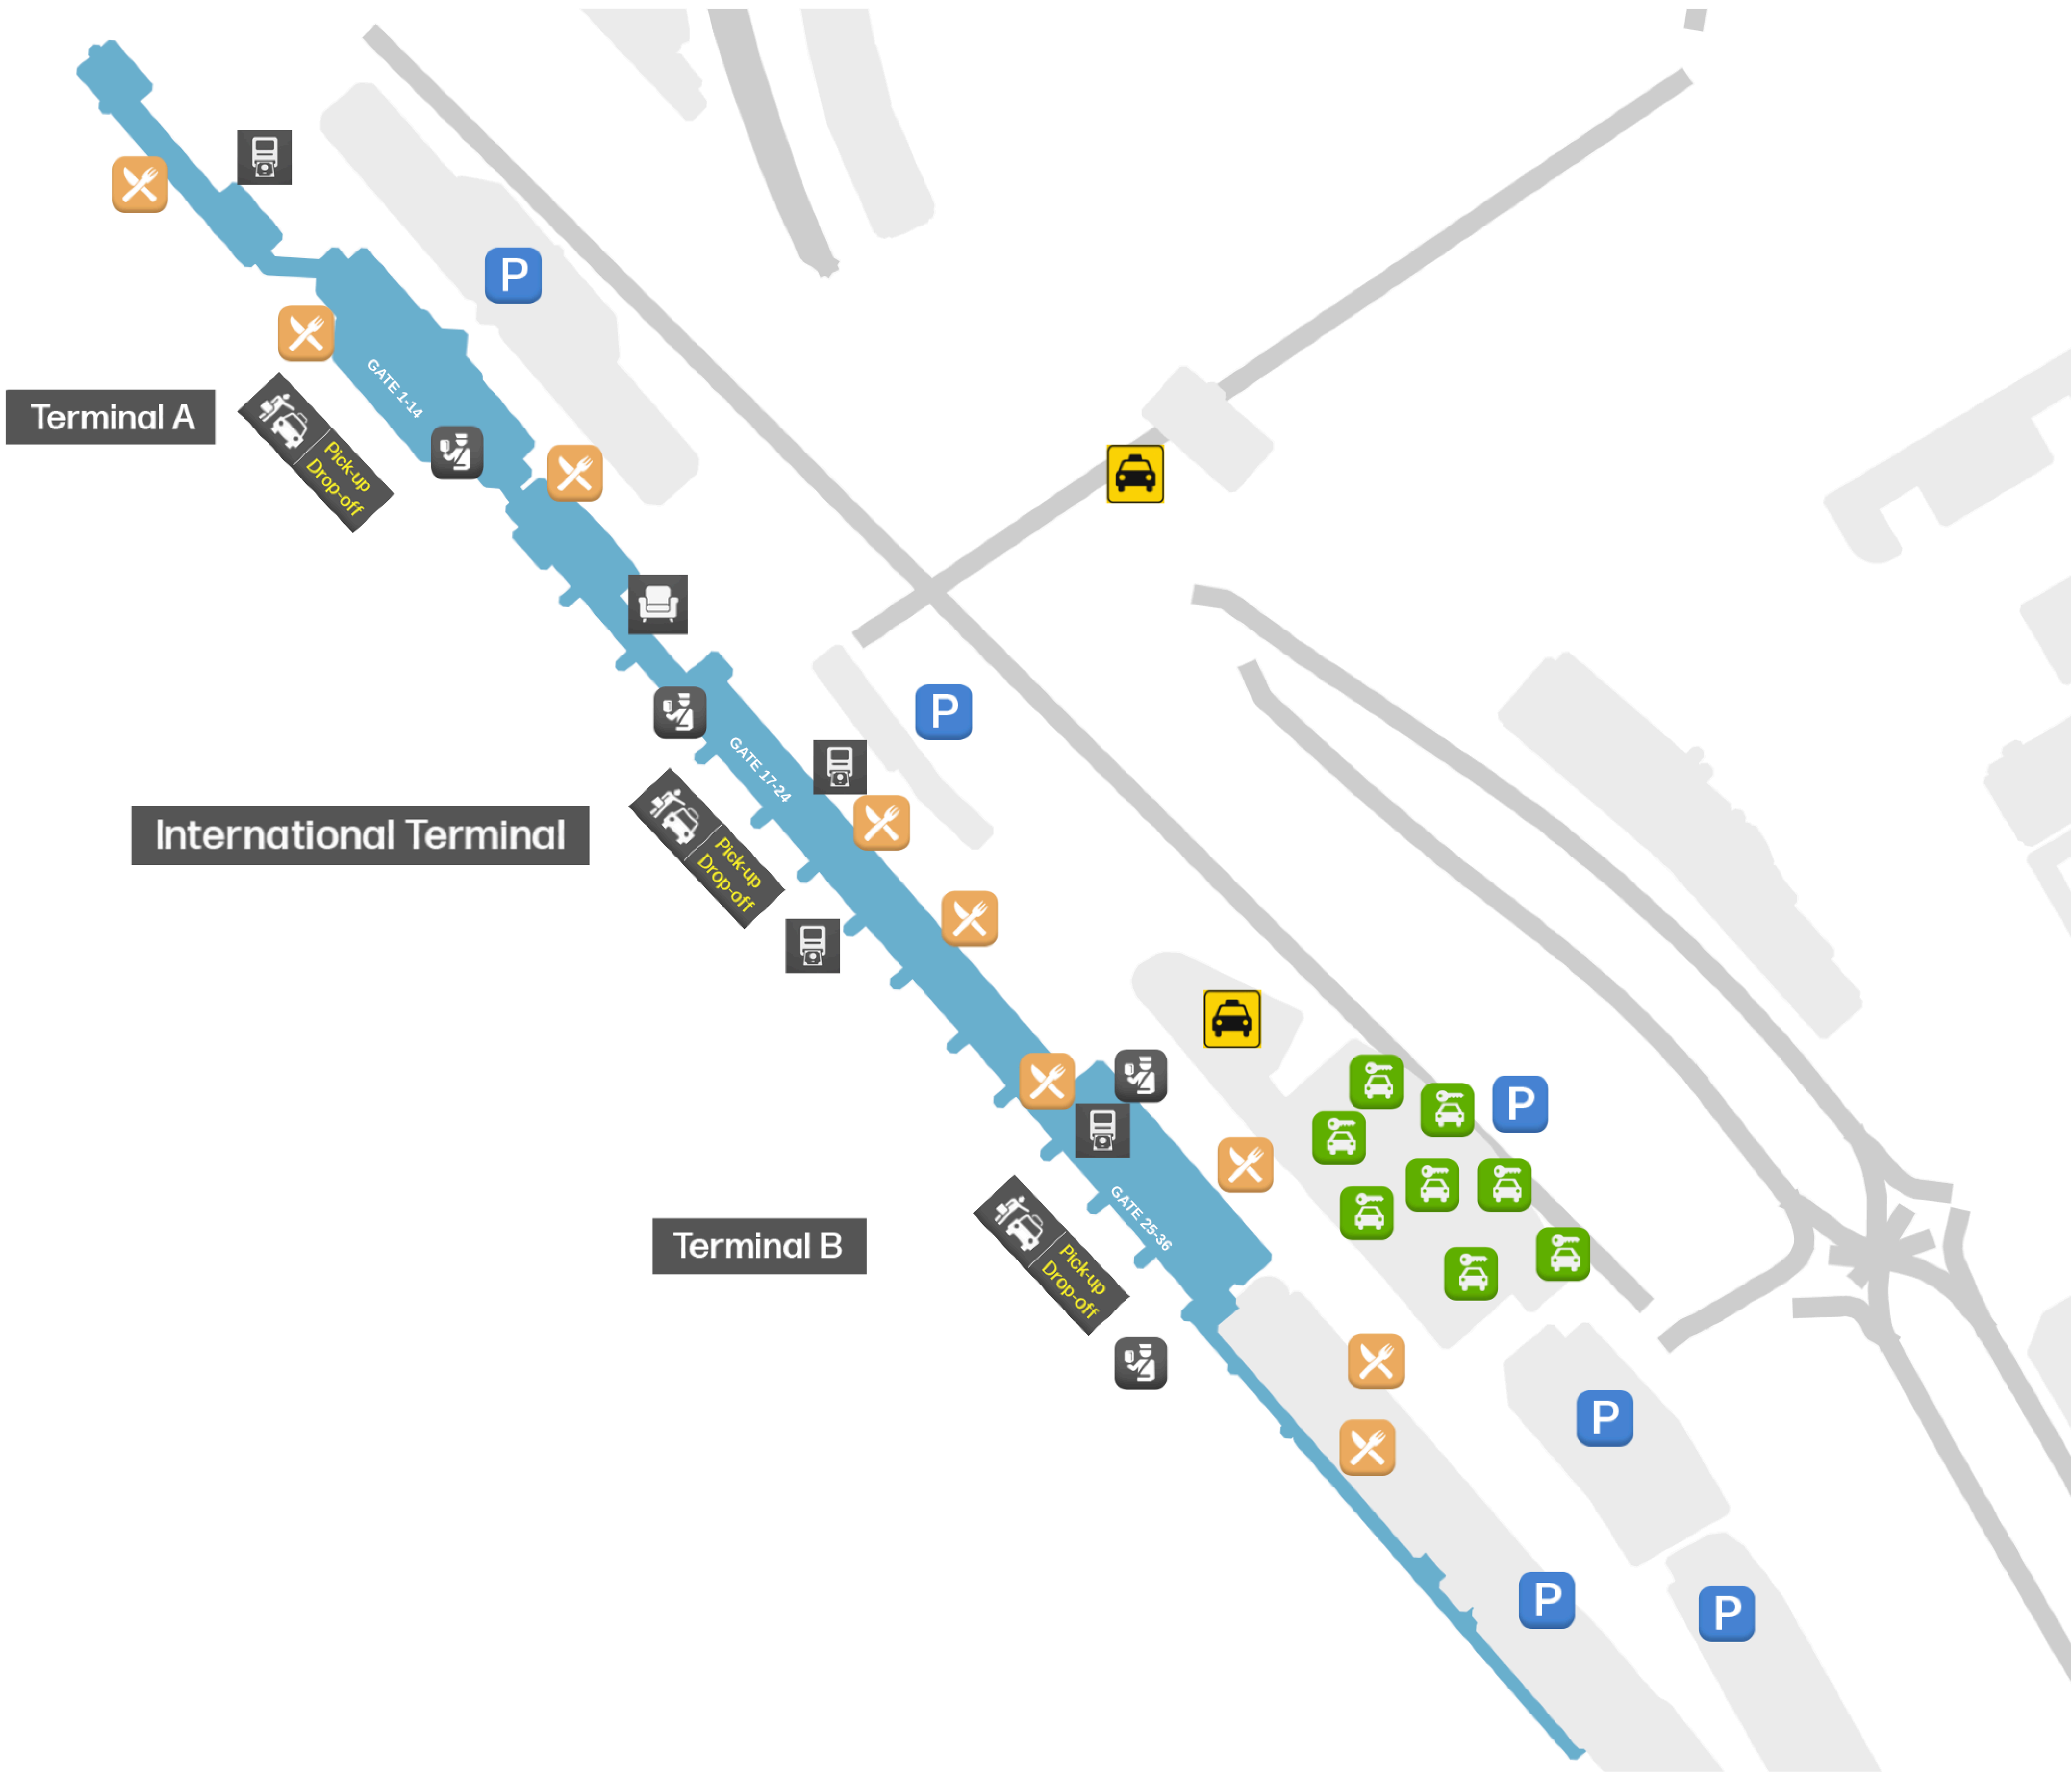 P
GATE 1-14
Terminal A
Pick-up
Drop-off
P
GATE 17-24
International Terminal
Pick-up
Drop-off
P
GATE 25-36
Terminal B
Pick-up
Drop-off
P
P
P